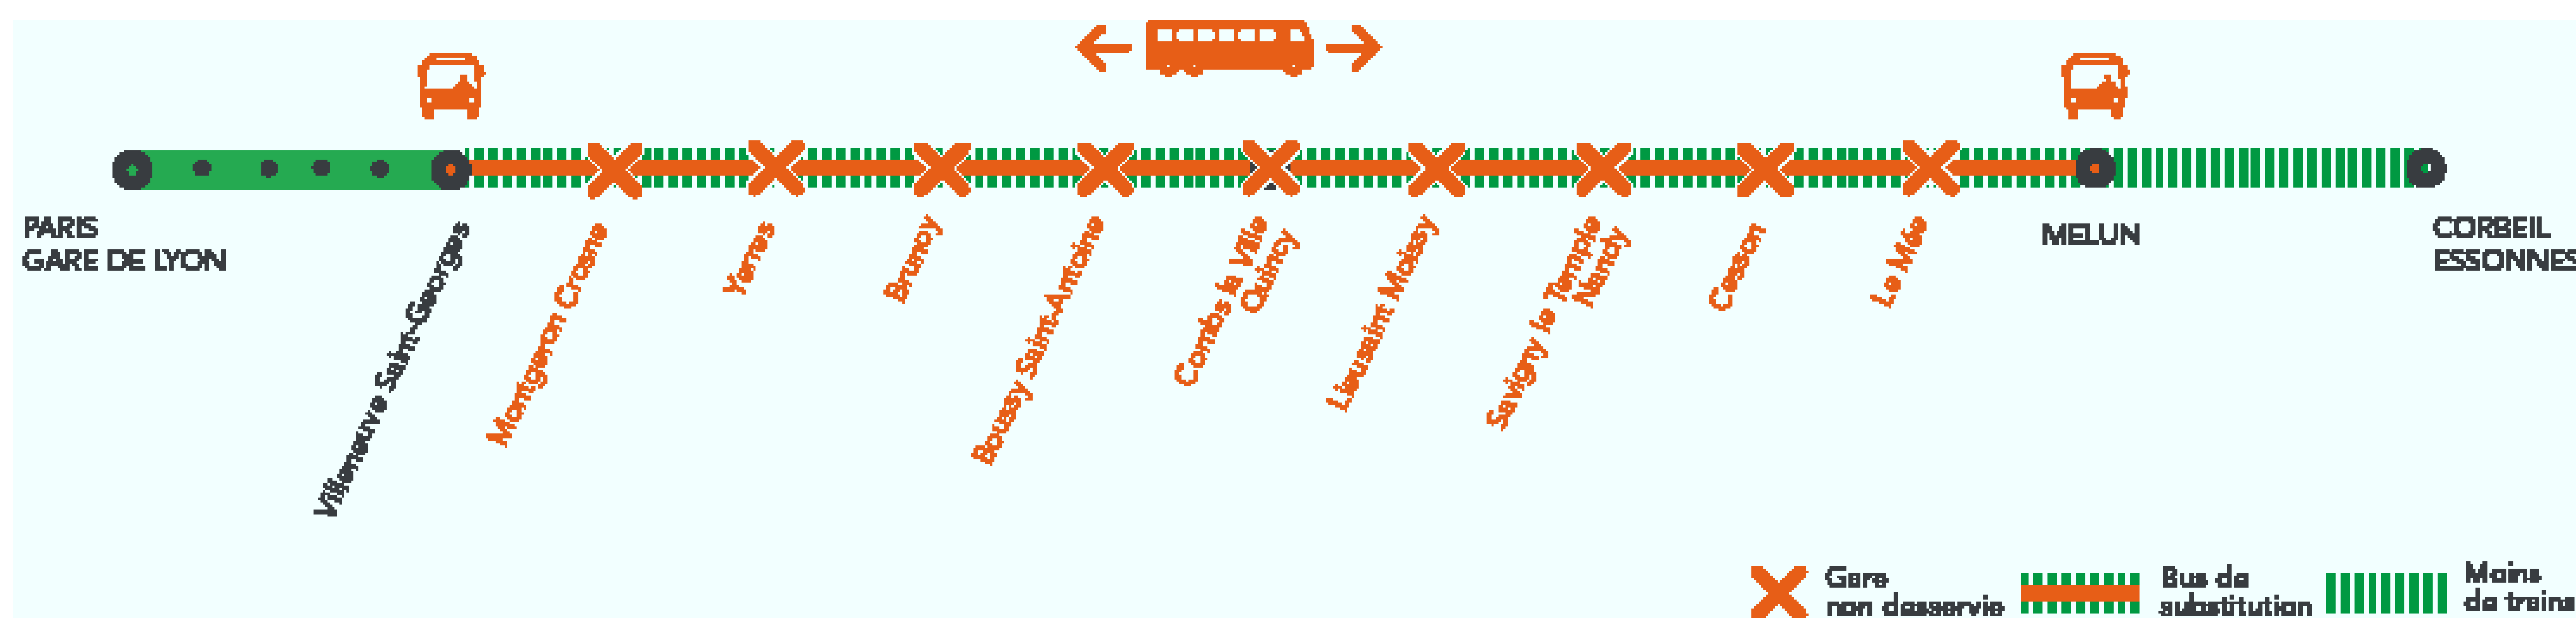 PARIS
GARE DE LYON
Villeneuve Saint-Georges
Montgeron Crosne
Yerres
Brunoy
Boussy Saint-Antoine
Combs la Ville
Quincy
Lieusaint Moissy
Savigny le Temple
Nandy
Cesson
Le Mée
MELUN
CORBEIL
ESSONNES
Gare
non desservie
Bus de
substitution
Moins
de trains